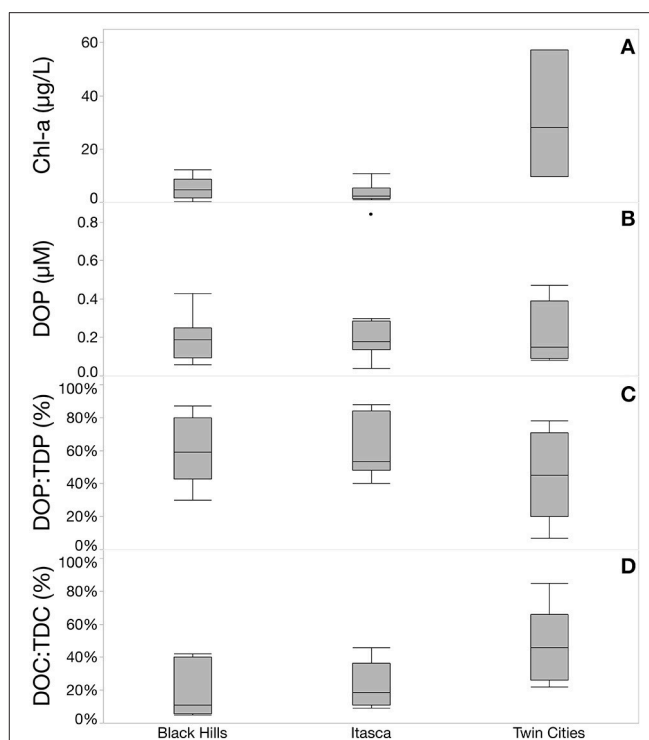 A
Chl-a (µg/L)
60
40
20
0
B
DOP (µM)
0.8
0.6
0.4
0.2
0.0
C
DOP:TDP (%)
100%
80%
60%
40%
20%
0%
D
DOC:TDC (%)
100%
80%
60%
40%
20%
0%
Black Hills Itasca Twin Cities